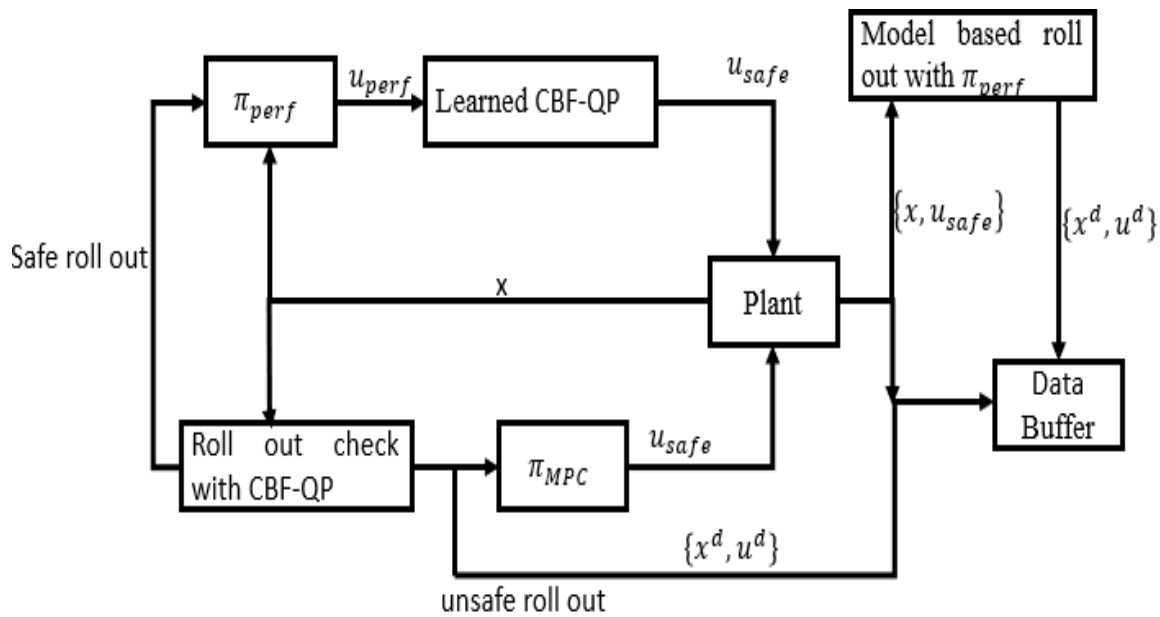 Model based roll
out with π_perf
u_perf
u_safe
π_perf
Learned CBF-QP
{x, u_safe}
{x^d, u^d}
Safe roll out
x
Plant
Data
Buffer
Roll out check
with CBF-QP
u_safe
π_MPC
{x^d, u^d}
unsafe roll out